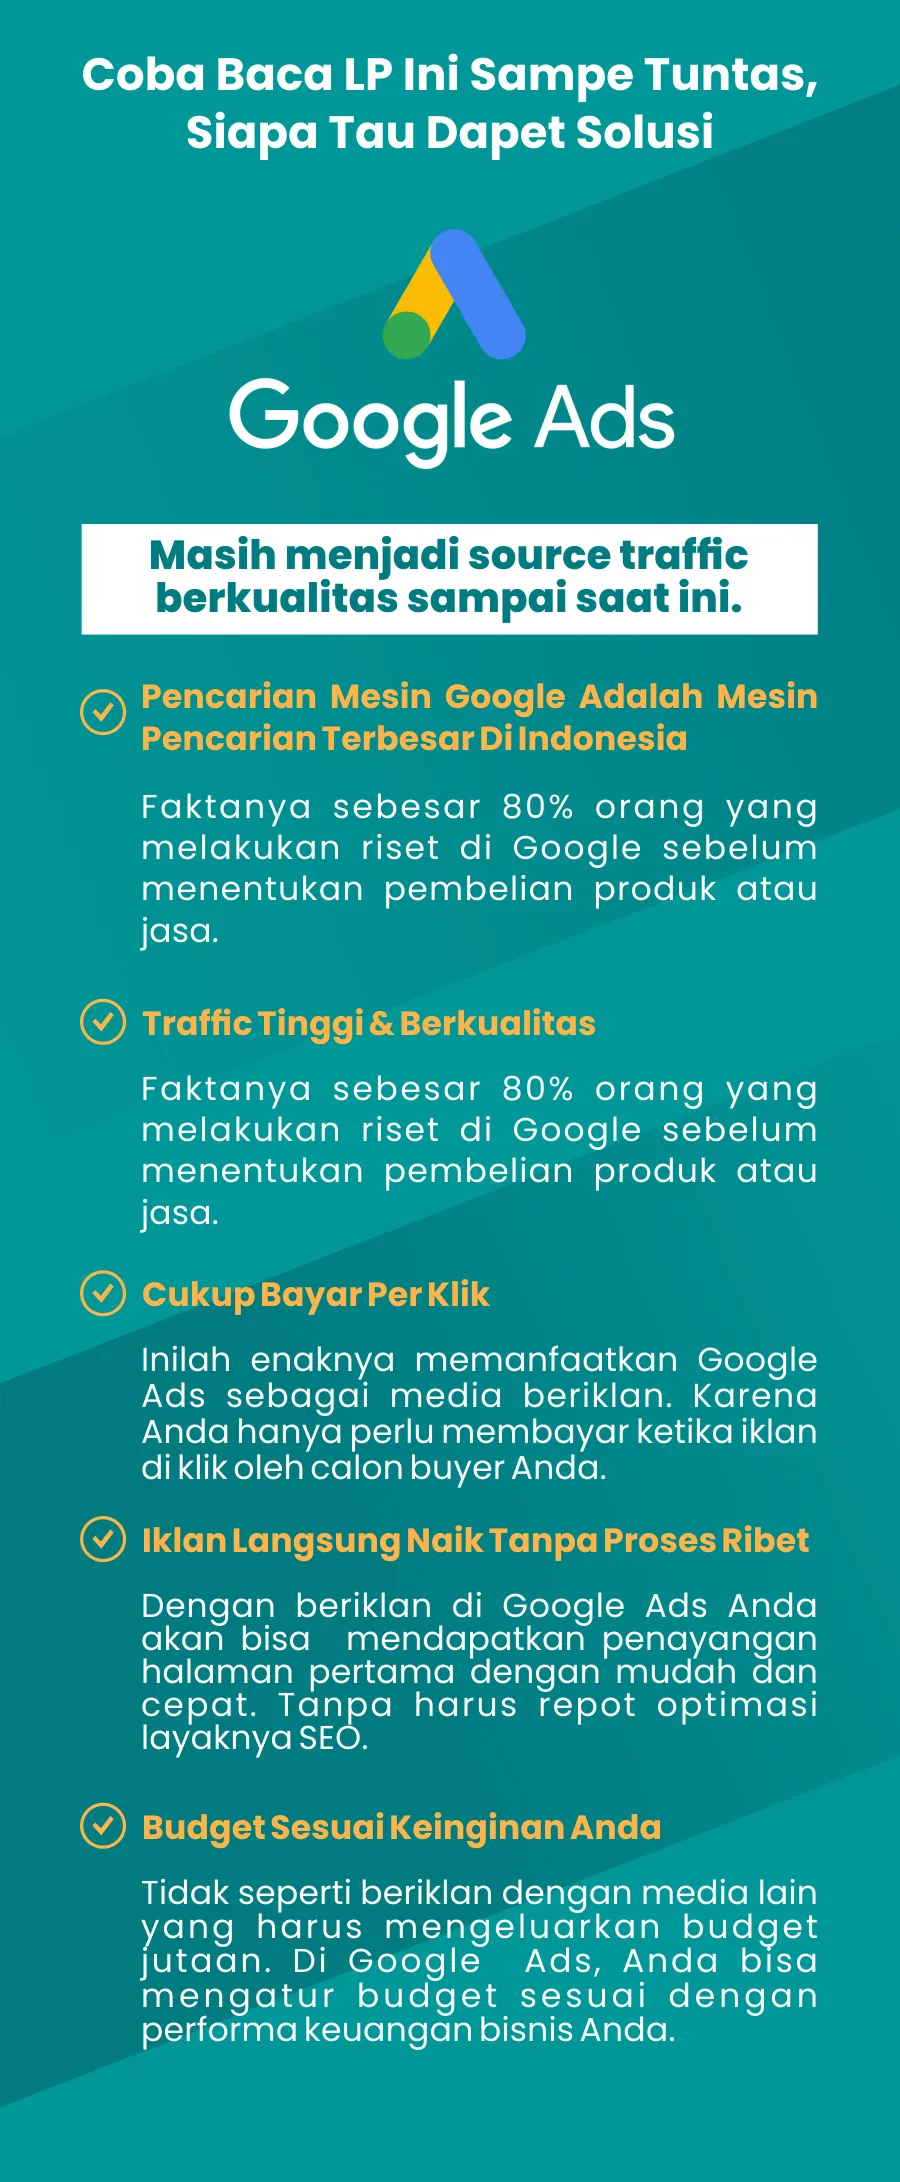 Coba Baca LP Ini Sampe Tuntas,
Siapa Tau Dapet Solusi
Google Ads
Masih menjadi source traffic
berkualitas sampai saat ini.
Pencarian Mesin Google Adalah Mesin
Pencarian Terbesar Di Indonesia
Faktanya sebesar 80% orang yang
melakukan riset di Google sebelum
menentukan pembelian produk atau
jasa.
Traffic Tinggi & Berkualitas
Faktanya sebesar 80% orang yang
melakukan riset di Google sebelum
menentukan pembelian produk atau
jasa.
Cukup Bayar Per Klik
Inilah enaknya memanfaatkan Google
Ads sebagai media beriklan. Karena
Anda hanya perlu membayar ketika iklan
di klik oleh calon buyer Anda.
Iklan Langsung Naik Tanpa Proses Ribet
Dengan beriklan di Google Ads Anda
akan bisa mendapatkan penayangan
halaman pertama dengan mudah dan
cepat. Tanpa harus repot optimasi
layaknya SEO.
Budget Sesuai Keinginan Anda
Tidak seperti beriklan dengan media lain
yang harus mengeluarkan budget
jutaan. Di Google Ads, Anda bisa
mengatur budget sesuai dengan
performa keuangan bisnis Anda.